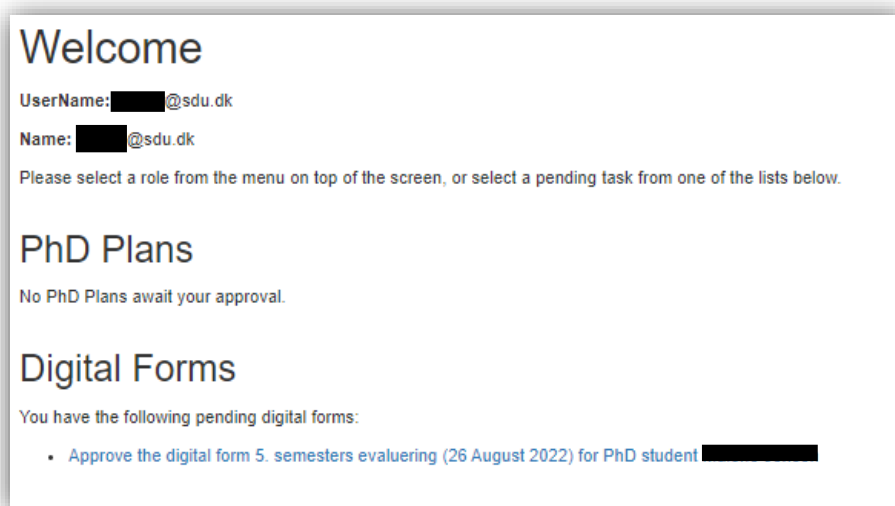 Welcome
UserName: @sdu.dk
Name: @sdu.dk
Please select a role from the menu on top of the screen, or select a pending task from one of the lists below.
PhD Plans
No PhD Plans await your approval.
Digital Forms
You have the following pending digital forms:
• Approve the digital form 5. semesters evaluering (26 August 2022) for PhD student